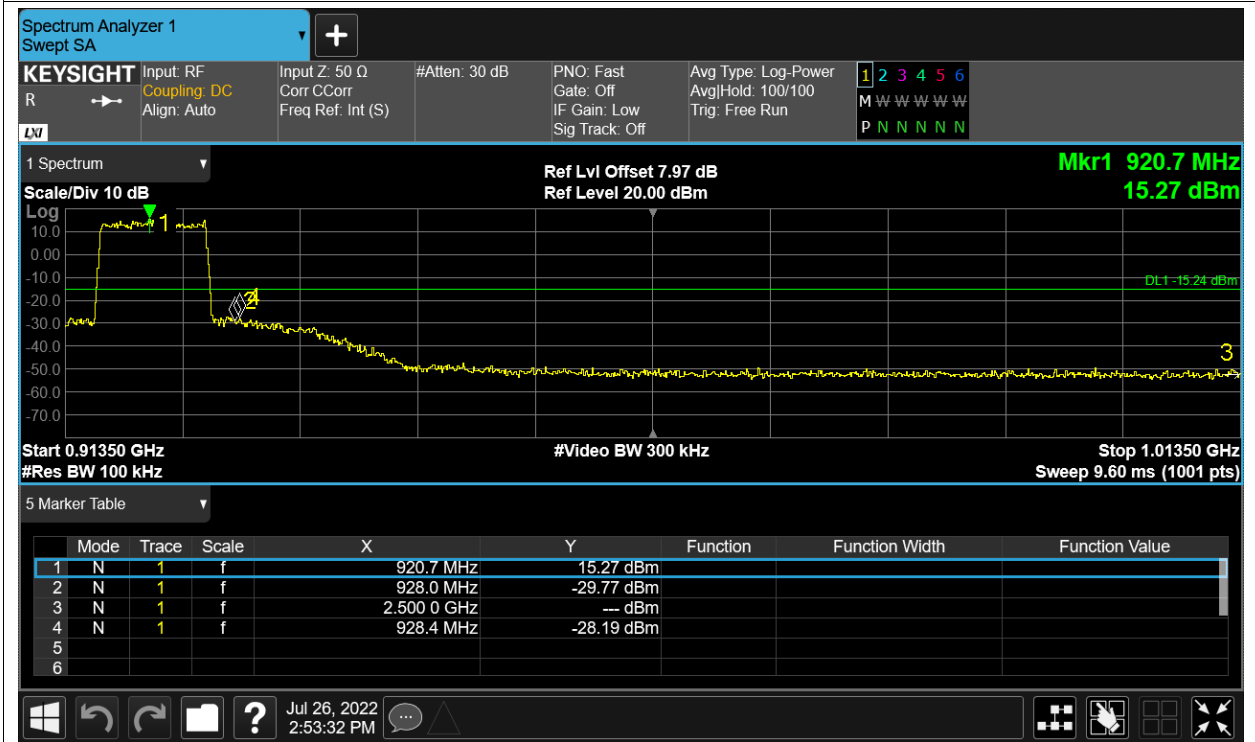 Spectrum Analyzer 1
Swept SA
KEYSIGHT
R
LXI
Input: RF
Coupling: DC
Align: Auto
Input Z: 50 Ω
Corr CCorr
Freq Ref: Int (S)
#Atten: 30 dB
PNO: Fast
Gate: Off
IF Gain: Low
Sig Track: Off
Avg Type: Log-Power
Avg|Hold: 100/100
Trig: Free Run
1 2 3 4 5 6
M W W W W W
P N N N N N
1 Spectrum
Scale/Div 10 dB
Ref Lvl Offset 7.97 dB
Ref Level 20.00 dBm
Mkr1 920.7 MHz
15.27 dBm
Log
1
10.0
0.00
-10.0
DL1 -15.24 dBm
-20.0
-30.0
-40.0
3
-50.0
-60.0
-70.0
Start 0.91350 GHz #Video BW 300 kHz Stop 1.01350 GHz
#Res BW 100 kHz Sweep 9.60 ms (1001 pts)
5 Marker Table
Mode Trace Scale X Y Function Function Width Function Value
1 N 1 f 920.7 MHz 15.27 dBm
2 N 1 f 928.0 MHz -29.77 dBm
3 N 1 f 2.500 0 GHz --- dBm
4 N 1 f 928.4 MHz -28.19 dBm
5
6
?
Jul 26, 2022
2:53:32 PM